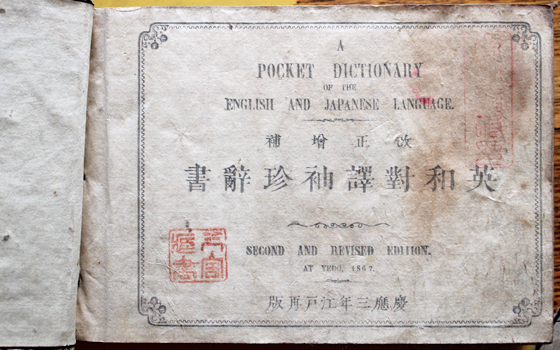 A
POCKET DICTIONARY
OF THE
ENGLISH AND JAPANESE LANGUAGE.
改正增補
英和對譯袖珍辭書
SECOND AND REVISED EDITION.
AT YEDO, 1867.
慶應三年江戸再版